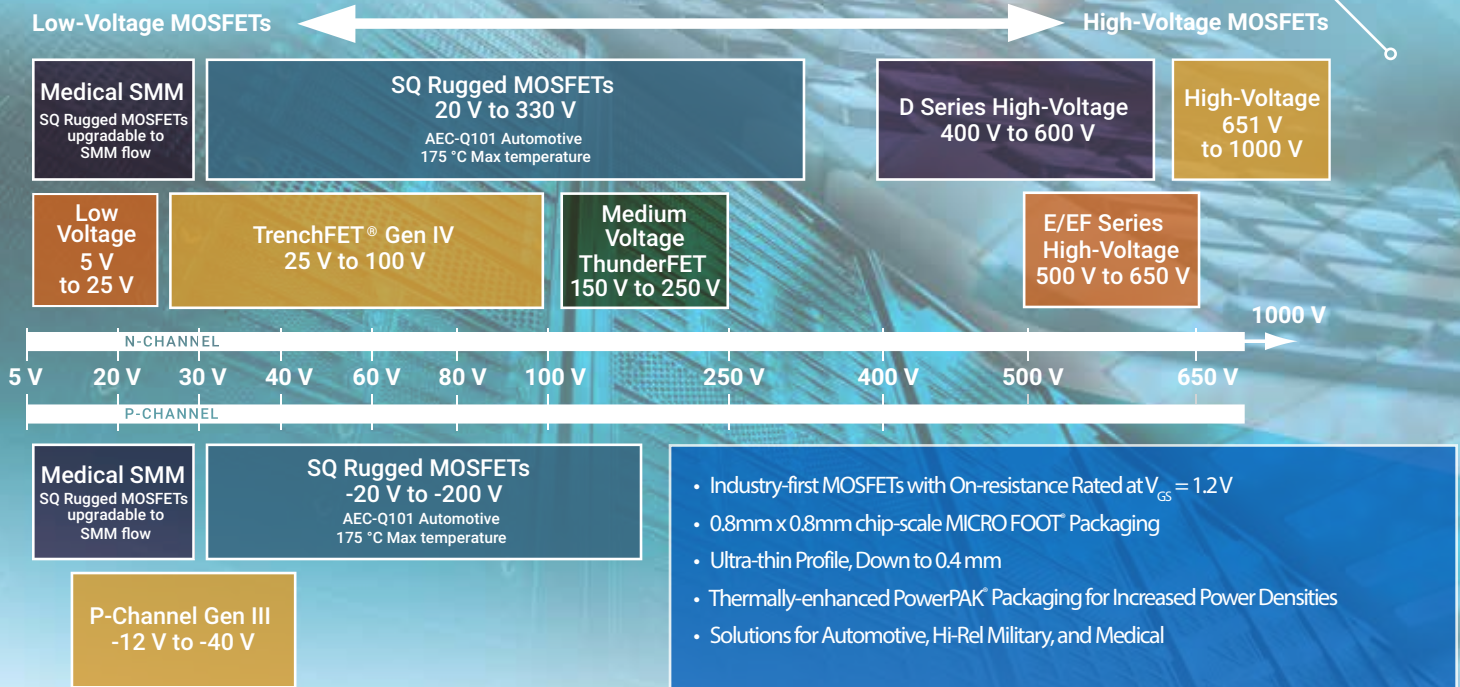 Low-Voltage MOSFETs
High-Voltage MOSFETs
Medical SMM
SQ Rugged MOSFETs
upgradable to
SMM flow
SQ Rugged MOSFETs
20 V to 330 V
AEC-Q101 Automotive
175 °C Max temperature
D Series High-Voltage
400 V to 600 V
High-Voltage
651 V
to 1000 V
Low
Voltage
5 V
to 25 V
TrenchFET® Gen IV
25 V to 100 V
Medium
Voltage
ThunderFET
150 V to 250 V
E/EF Series
High-Voltage
500 V to 650 V
1000 V
N-CHANNEL
5 V 20 V 30 V 40 V 60 V 80 V 100 V 250 V 400 V 500 V 650 V
P-CHANNEL
Medical SMM
SQ Rugged MOSFETs
upgradable to
SMM flow
SQ Rugged MOSFETs
-20 V to -200 V
AEC-Q101 Automotive
175 °C Max temperature
P-Channel Gen III
-12 V to -40 V
• Industry-first MOSFETs with On-resistance Rated at VGS = 1.2 V
• 0.8mm x 0.8mm chip-scale MICRO FOOT® Packaging
• Ultra-thin Profile, Down to 0.4 mm
• Thermally-enhanced PowerPAK® Packaging for Increased Power Densities
• Solutions for Automotive, Hi-Rel Military, and Medical